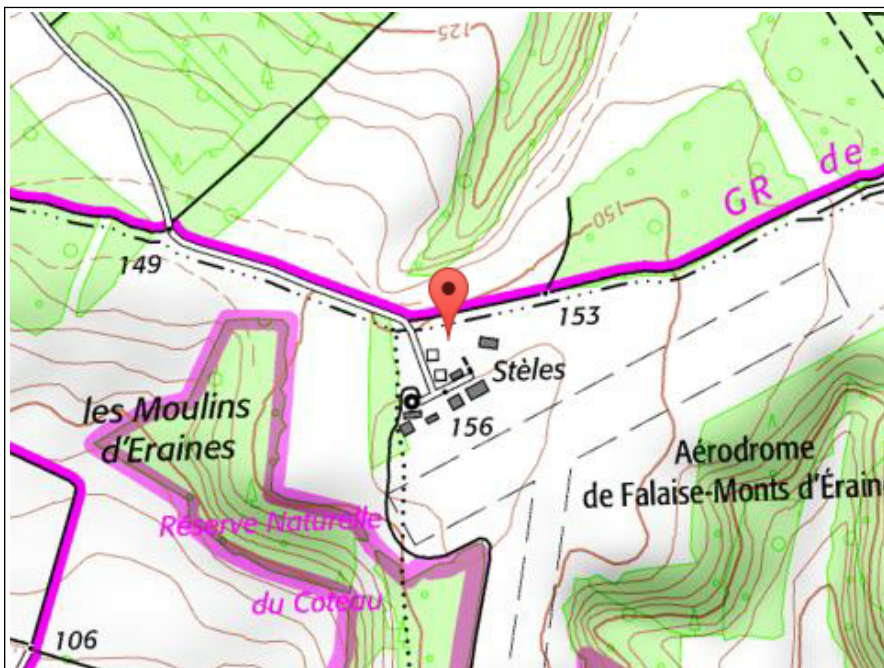 125
150
GR de
149
153
Stèles
les Moulins
d'Eraines
156
Aérodrome
de Falaise-Monts d'Érain
Réserve Naturelle
du Coteau
106